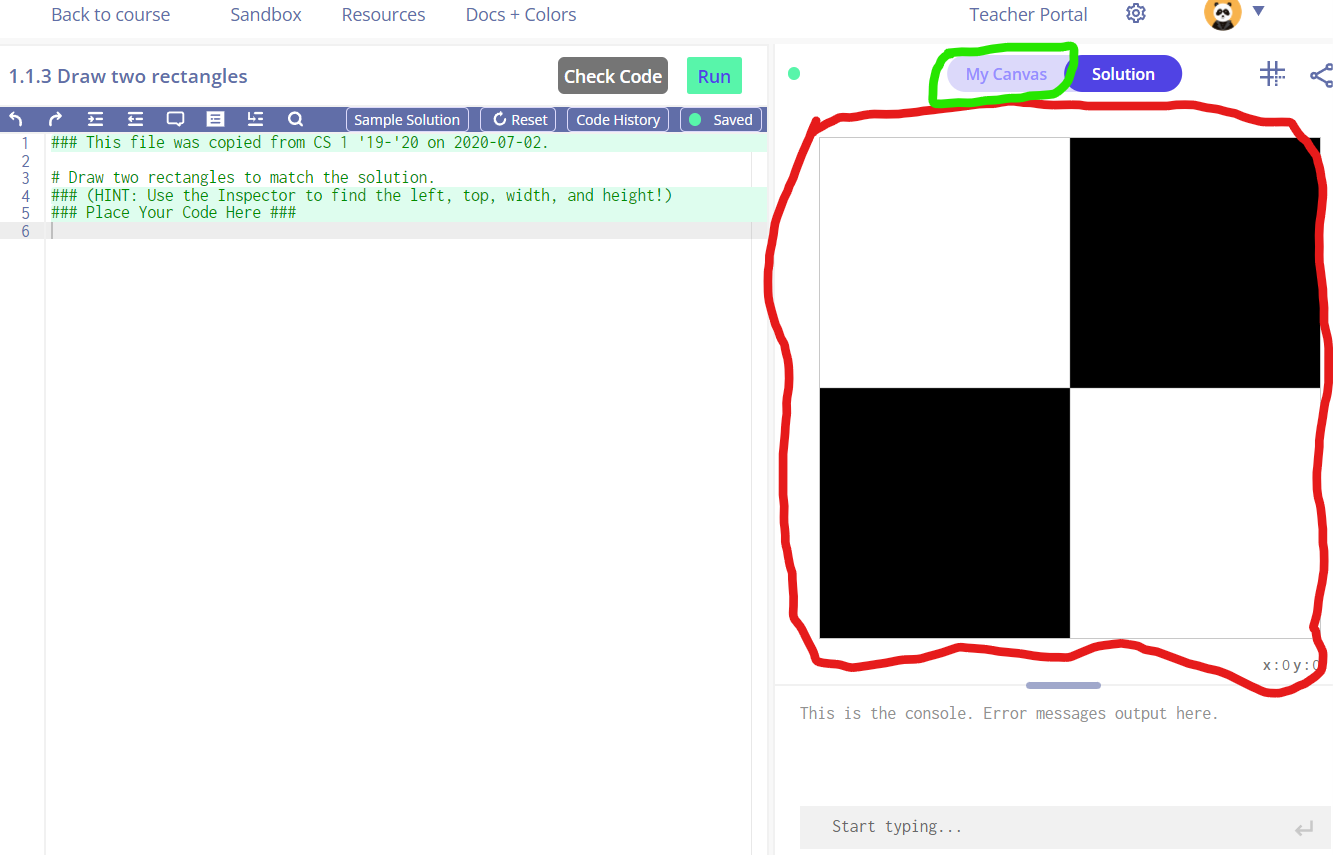 Back to course Sandbox Resources Docs + Colors Teacher Portal
1.1.3 Draw two rectangles Check Code Run My Canvas Solution
Sample Solution Reset Code History Saved
1 ### This file was copied from CS 1 '19-'20 on 2020-07-02.
2
3 # Draw two rectangles to match the solution.
4 ### (HINT: Use the Inspector to find the left, top, width, and height!)
5 ### Place Your Code Here ###
6
x:0 y:0
This is the console. Error messages output here.
Start typing...